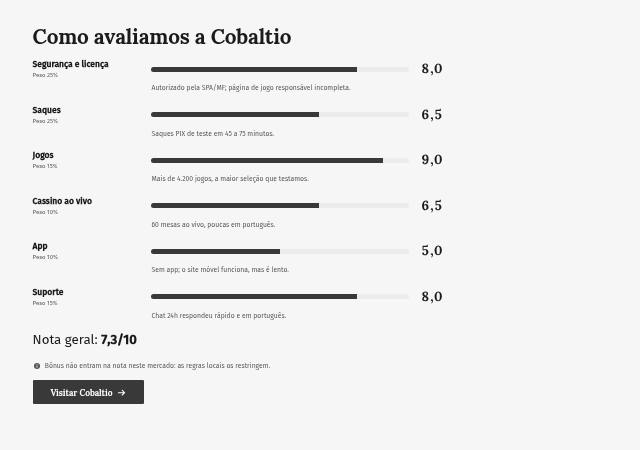 Como avaliamos a Cobaltio
Segurança e licença
Peso 25%
8,0
Autorizado pela SPA/MF; página de jogo responsável incompleta.
Saques
Peso 25%
6,5
Saques PIX de teste em 45 a 75 minutos.
Jogos
Peso 15%
9,0
Mais de 4.200 jogos, a maior seleção que testamos.
Cassino ao vivo
Peso 10%
6,5
60 mesas ao vivo, poucas em português.
App
Peso 10%
5,0
Sem app; o site móvel funciona, mas é lento.
Suporte
Peso 15%
8,0
Chat 24h respondeu rápido e em português.
Nota geral: 7,3/10
Bônus não entram na nota neste mercado: as regras locais os restringem.
Visitar Cobaltio →